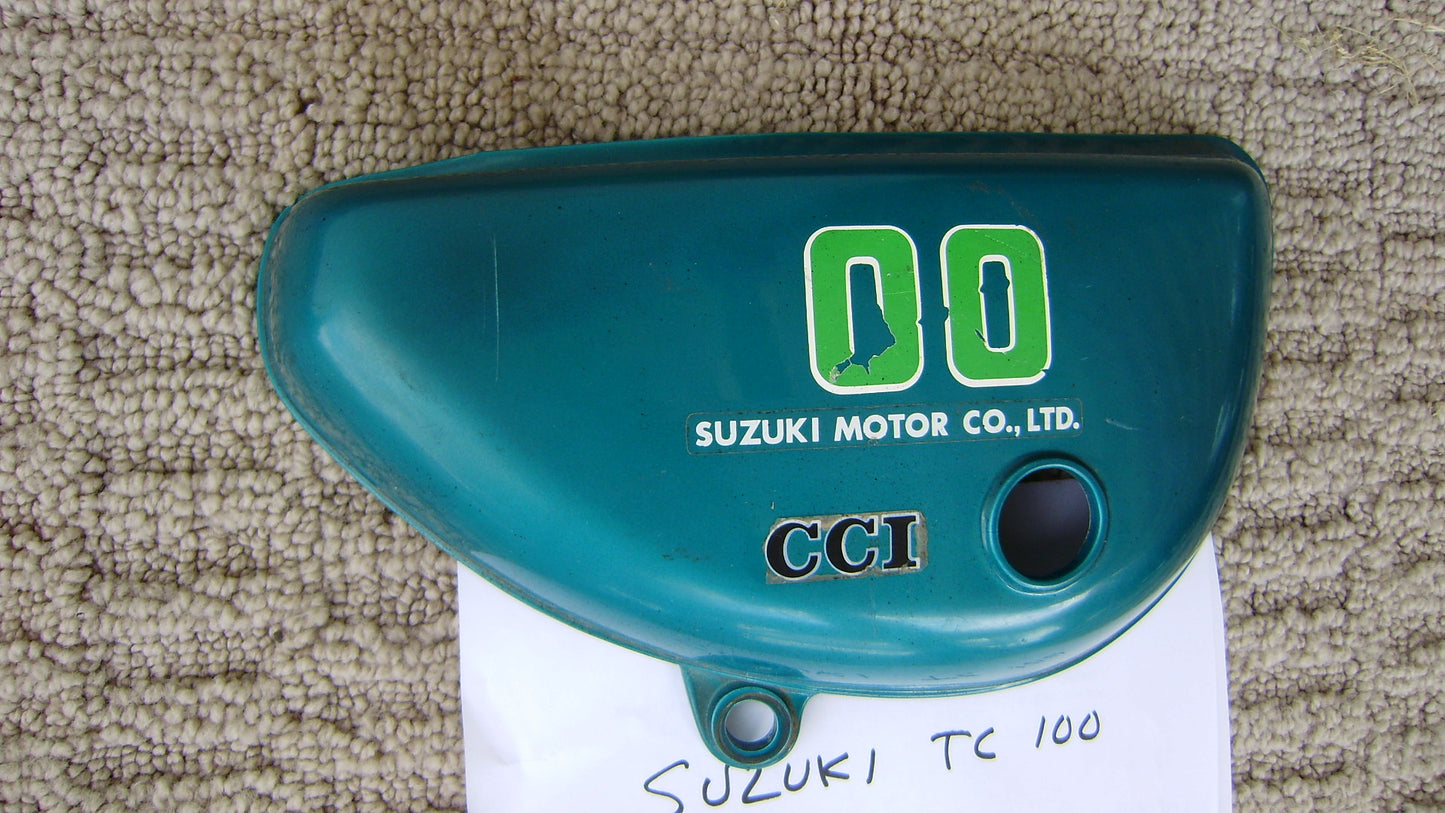 00
SUZUKI MOTOR CO., LTD.
CCI
SUZUKI TC 100